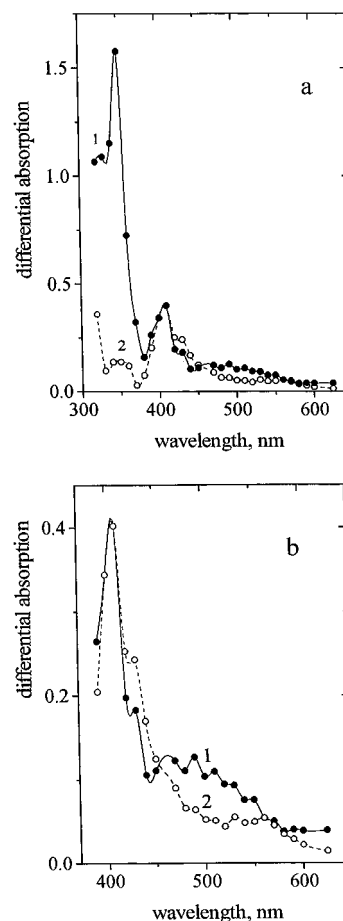 a
1.5
1
1.0
differential absorption
0.5
2
0.0
300 400 500 600
wavelength, nm
b
0.4
differential absorption
0.2
1
2
0.0
400 500 600
wavelength, nm